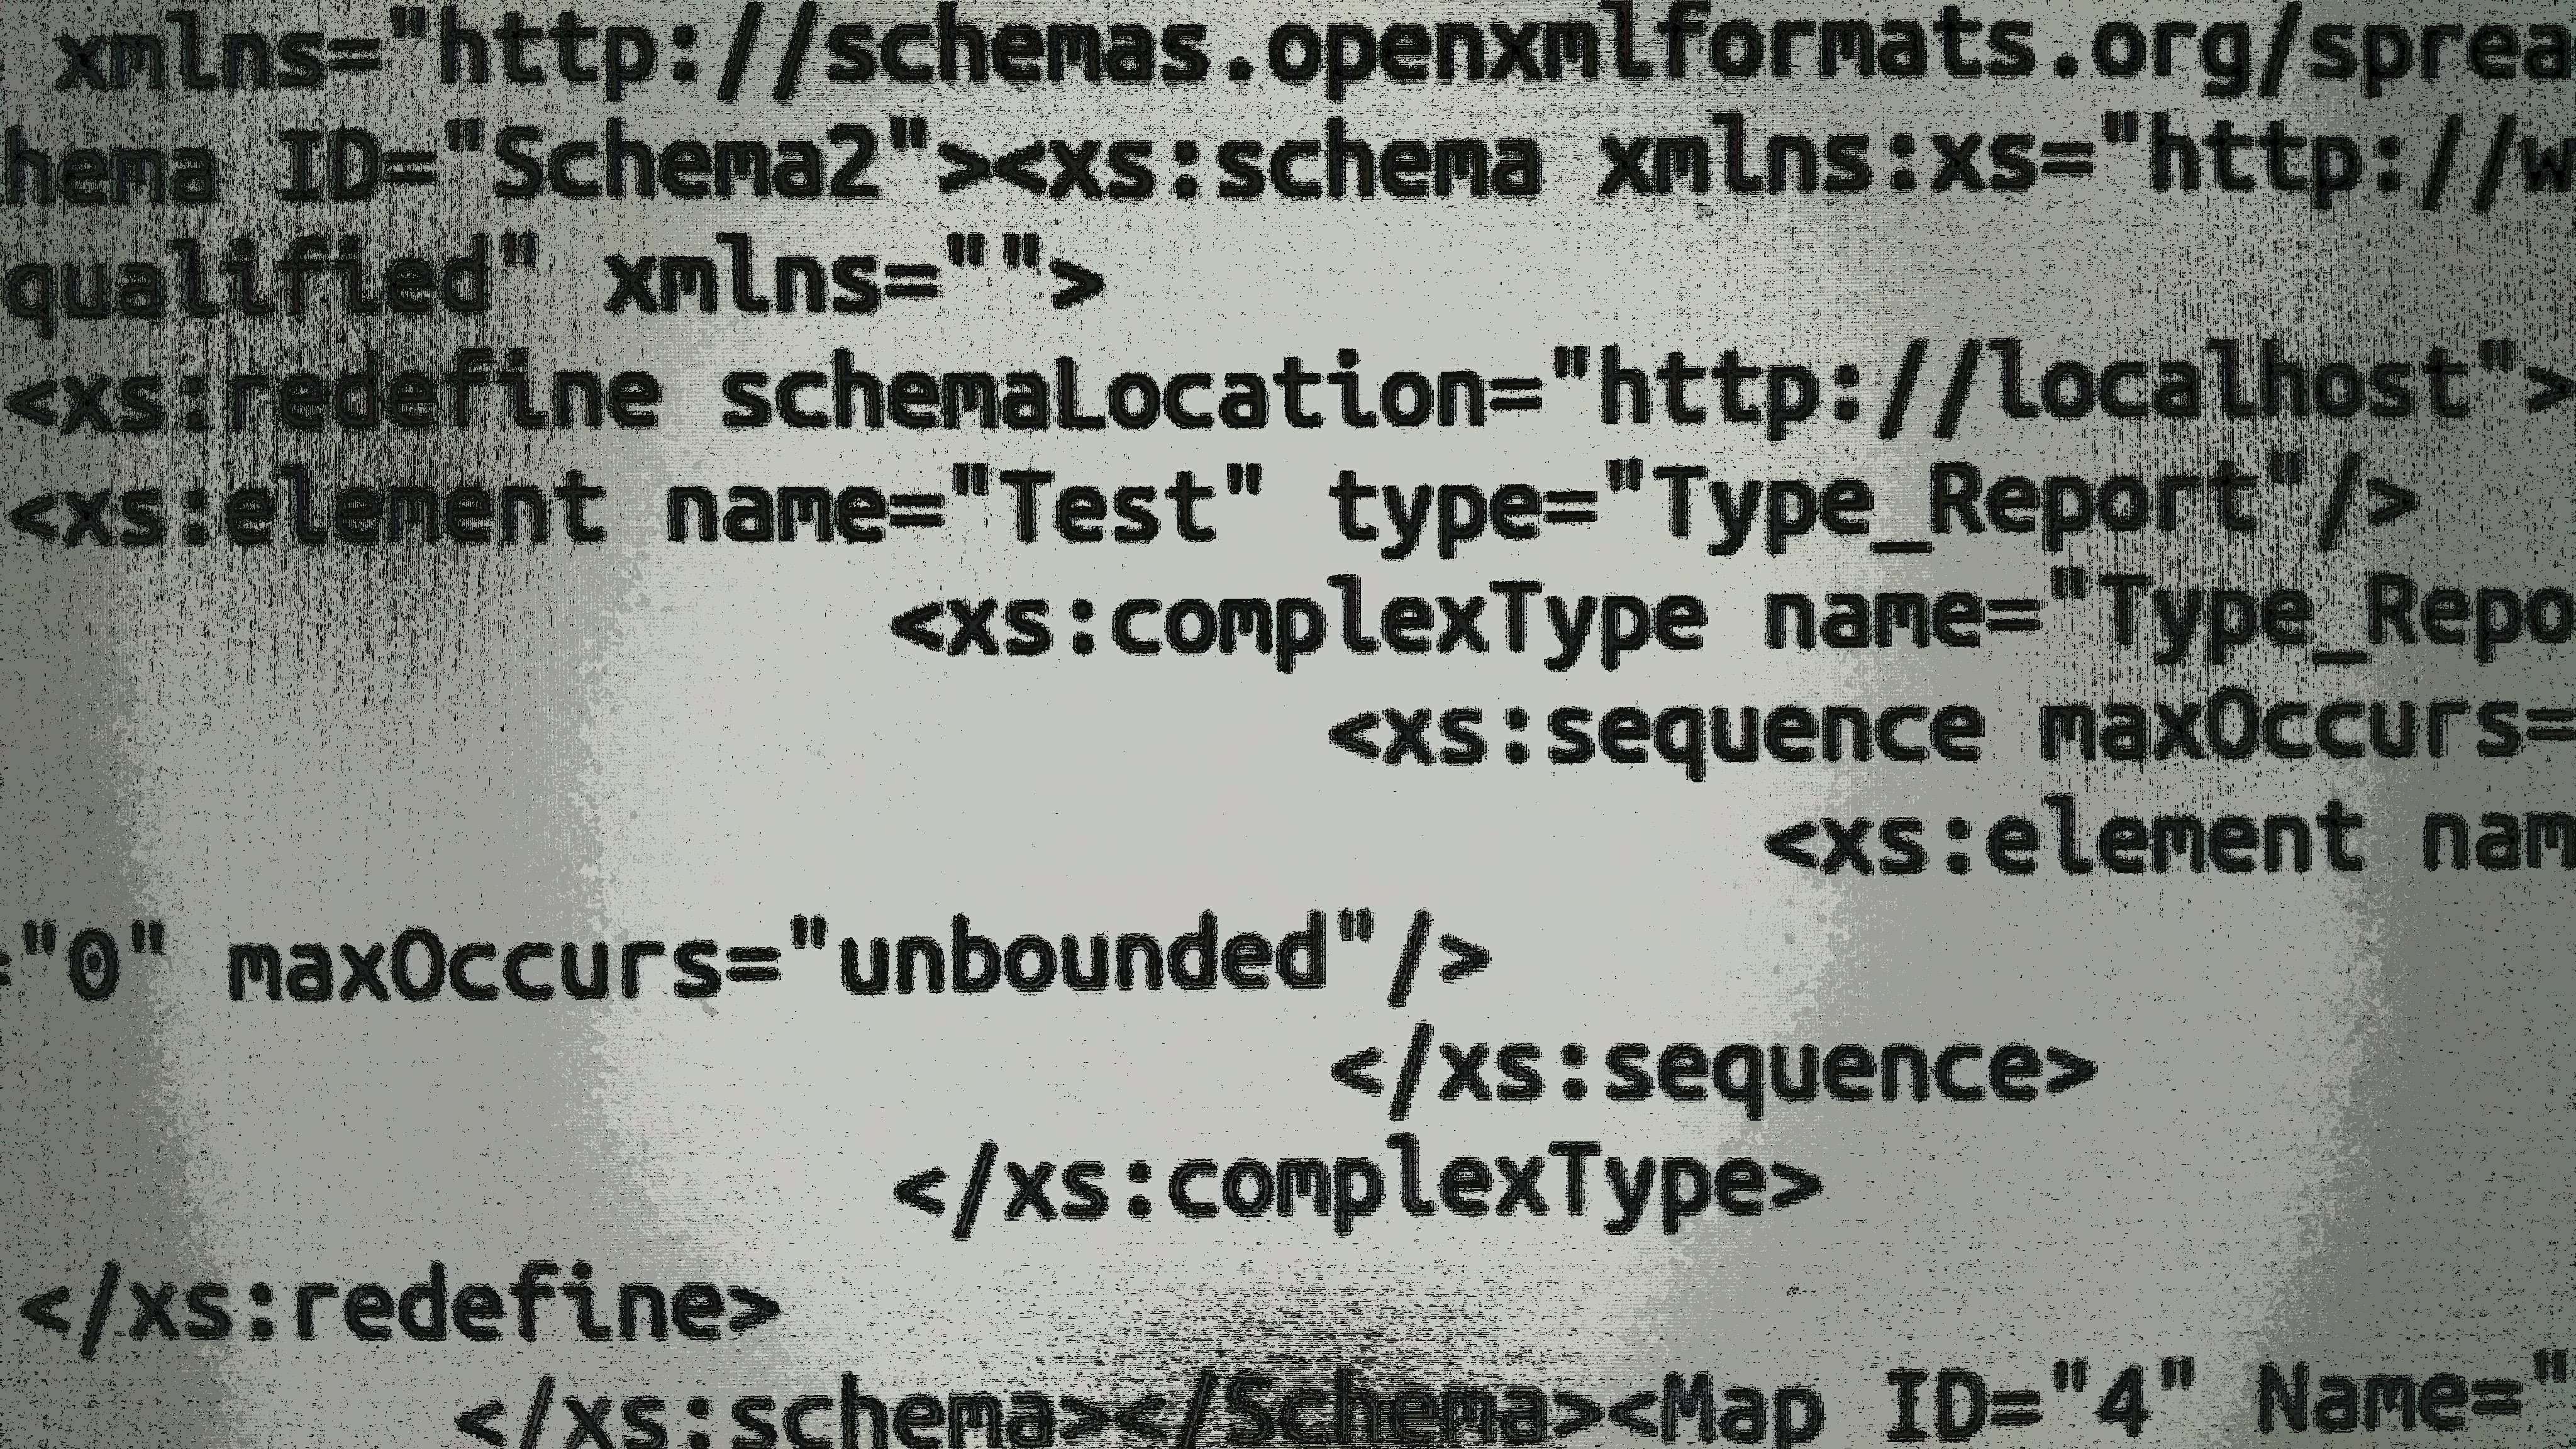 xmlns="http://schemas.openxmlformats.org/sprea
hema ID="Schema2"><xs:schema xmlns:xs="http://w
qualified" xmlns="">
<xs:redefine schemaLocation="http://localhost">
<xs:element name="Test" type="Type_Report"/>
<xs:complexType name="Type_Repo
<xs:sequence maxOccurs=
<xs:element nam
="0" maxOccurs="unbounded"/>
</xs:sequence>
</xs:complexType>
</xs:redefine>
</xs:schema></Schema><Map ID="4" Name="